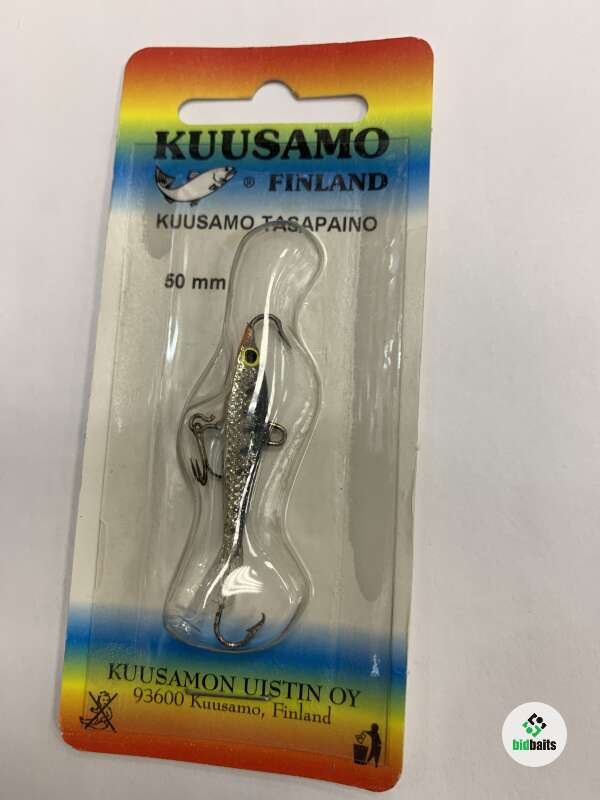 KUUSAMO
® FINLAND
KUUSAMO TASAPAINO
50 mm
KUUSAMON UISTIN OY
93600 Kuusamo, Finland
bidbaits